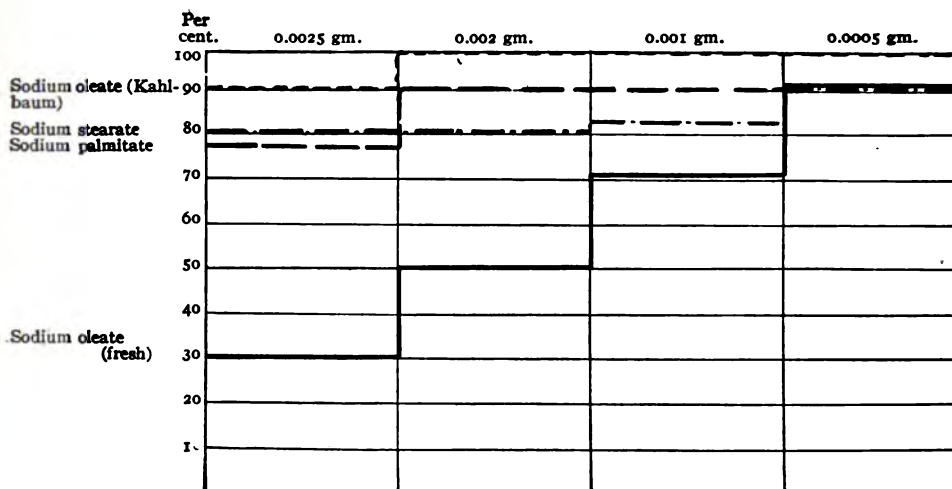 Per
cent.
0.0025 gm. 0.002 gm. 0.001 gm. 0.0005 gm.
100
Sodium oleate (Kahl-
baum)
90
Sodium stearate
80
Sodium palmitate
70
60
50
40
Sodium oleate
(fresh)
30
20